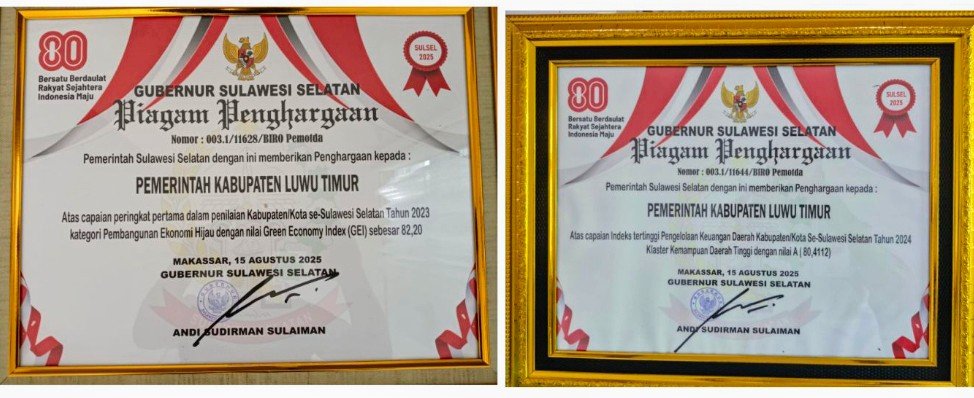 80
Bersatu Berdaulat
Rakyat Sejahtera
Indonesia Maju
SULSEL
2025
GUBERNUR SULAWESI SELATAN
Piagam Penghargaan
Nomor : 003.1/11628/BIRO Pemotda
Pemerintah Sulawesi Selatan dengan ini memberikan Penghargaan kepada :
PEMERINTAH KABUPATEN LUWU TIMUR
Atas capaian peringkat pertama dalam penilaian Kabupaten/Kota se-Sulawesi Selatan Tahun 2023
kategori Pembangunan Ekonomi Hijau dengan nilai Green Economy Index (GEI) sebesar 82,20
MAKASSAR, 15 AGUSTUS 2025
GUBERNUR SULAWESI SELATAN
ANDI SUDIRMAN SULAIMAN
80
Bersatu Berdaulat
Rakyat Sejahtera
Indonesia Maju
SULSEL
2025
GUBERNUR SULAWESI SELATAN
Piagam Penghargaan
Nomor : 003.1/11644/BIRO Pemotda
Pemerintah Sulawesi Selatan dengan ini memberikan Penghargaan kepada :
PEMERINTAH KABUPATEN LUWU TIMUR
Atas capaian Indeks tertinggi Pengelolaan Keuangan Daerah Kabupaten/Kota Se-Sulawesi Selatan Tahun 2024
Klaster Kemampuan Daerah Tinggi dengan nilai A ( 80,4112)
MAKASSAR, 15 AGUSTUS 2025
GUBERNUR SULAWESI SELATAN
ANDI SUDIRMAN SULAIMAN